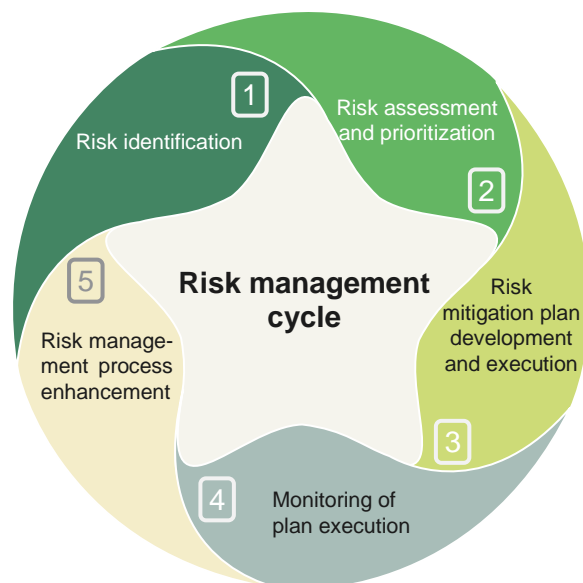 1
Risk identification
Risk assessment
and prioritization
2
Risk
mitigation plan
development
and execution
3
Monitoring of
plan execution
4
5
Risk manage-
ment process
enhancement
Risk management
cycle